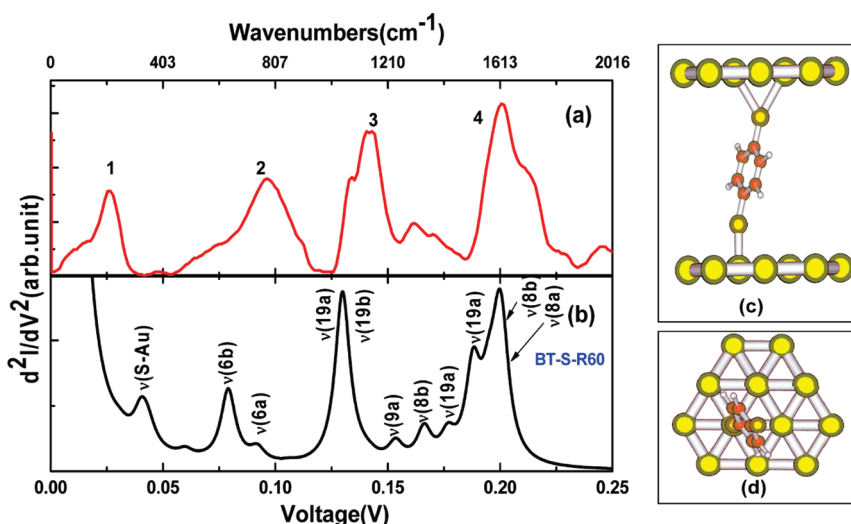 Wavenumbers(cm⁻¹)
0 403 807 1210 1613 2016
(a)
1 2 3 4
d²I/dV²(arb.unit)
(b)
ν(S-Au) ν(6b) ν(6a) ν(19a) ν(19b) ν(9a) ν(8b) ν(19a) ν(19a) ν(8b) ν(8a)
BT-S-R60
0.00 0.05 0.10 0.15 0.20 0.25
Voltage(V)
(c)
(d)